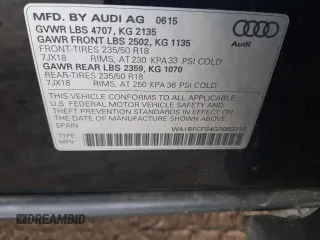 MFD. BY AUDI AG 0615
GVWR LBS 4707, KG 2135
GAWR FRONT LBS 2502, KG 1135
FRONT-TIRES 235/50 R18
7JX18 RIMS, AT 230 KPA 33 PSI COLD
GAWR REAR LBS 2359, KG 1070
REAR-TIRES 235/50 R18
7JX18 RIMS, AT 250 KPA 36 PSI COLD
Audi
THIS VEHICLE CONFORMS TO ALL APPLICABLE FEDERAL
MOTOR VEHICLE SAFETY, BUMPER, AND
THEFT PREVENTION STANDARDS IN EFFECT ON THE
DATE OF MANUFACTURE SHOWN ABOVE.
SPAIN
TYPE:
MPV
DREAMBID